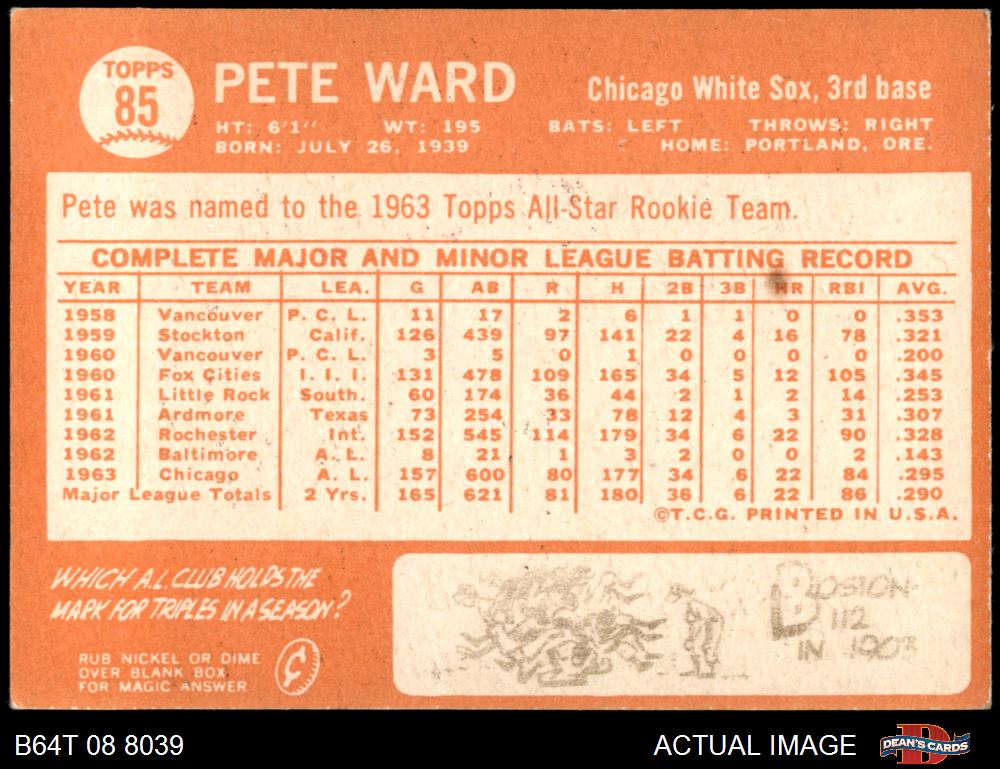 TOPPS
85
PETE WARD
Chicago White Sox, 3rd base
HT: 6'1" WT: 195 BATS: LEFT THROWS: RIGHT
BORN: JULY 26, 1939 HOME: PORTLAND, ORE.
Pete was named to the 1963 Topps All-Star Rookie Team.
COMPLETE MAJOR AND MINOR LEAGUE BATTING RECORD
YEAR TEAM LEA. G AB R H 2B 3B HR RBI AVG.
1958 Vancouver P. C. L. 11 17 2 6 1 1 0 0 .353
1959 Stockton Calif. 126 439 97 141 22 4 16 78 .321
1960 Vancouver P. C. L. 3 5 0 1 0 0 0 0 .200
1960 Fox Cities I. I. I. 131 478 109 165 34 5 12 105 .345
1961 Little Rock South. 60 174 36 44 2 1 2 14 .253
1961 Ardmore Texas 73 254 33 78 12 4 3 31 .307
1962 Rochester Int. 152 545 114 179 34 6 22 90 .328
1962 Baltimore A. L. 8 21 1 3 2 0 0 2 .143
1963 Chicago A. L. 157 600 80 177 34 6 22 84 .295
Major League Totals 2 Yrs. 165 621 81 180 36 6 22 86 .290
©T.C.G. PRINTED IN U.S.A.
WHICH A.L. CLUB HOLDS THE
MARK FOR TRIPLES IN A SEASON?
RUB NICKEL OR DIME
OVER BLANK BOX
FOR MAGIC ANSWER
¢
BOSTON-
112
IN 1903
B64T 08 8039
ACTUAL IMAGE
D
DEAN'S CARDS